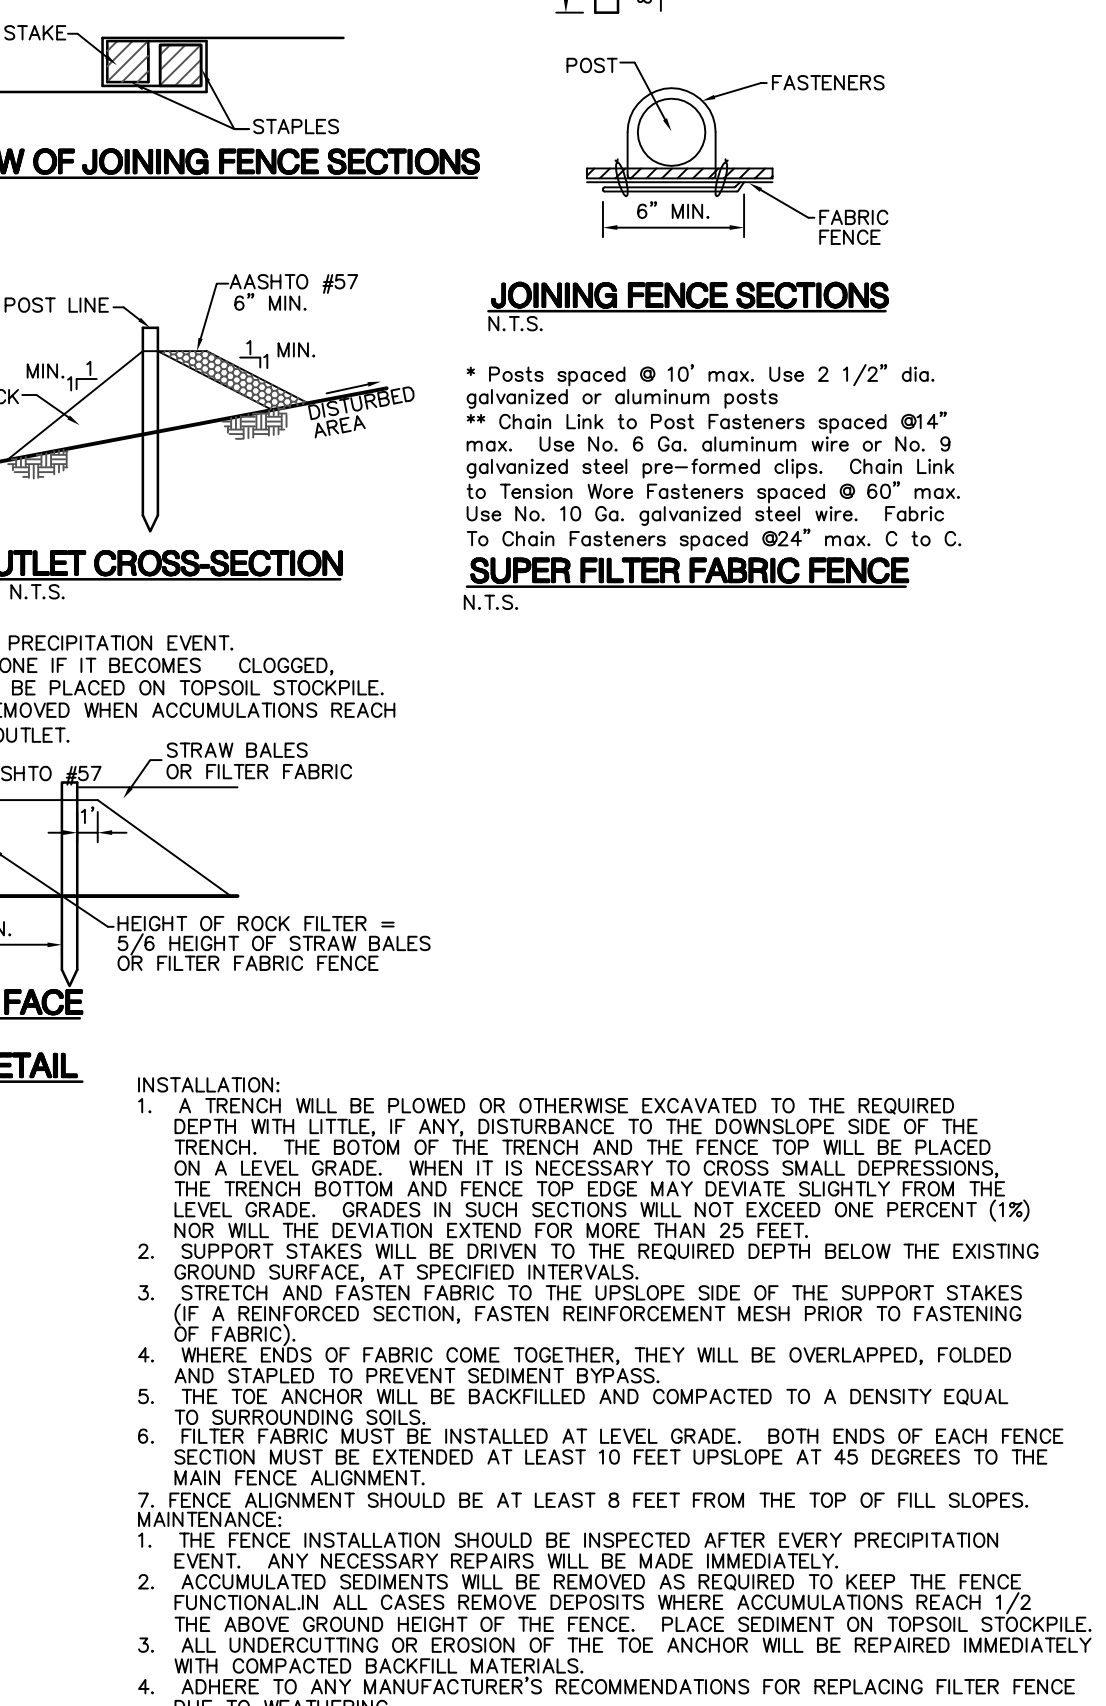 STAKE
STAPLES
W OF JOINING FENCE SECTIONS
POST
FASTENERS
6" MIN.
FABRIC
FENCE
JOINING FENCE SECTIONS
N.T.S.
POST LINE
AASHTO #57
6" MIN.
1
1
MIN.
MIN.
1
1
CK
DISTURBED
AREA
UTLET CROSS-SECTION
N.T.S.
* Posts spaced @ 10' max. Use 2 1/2" dia.
galvanized or aluminum posts
** Chain Link to Post Fasteners spaced @14"
max. Use No. 6 Ga. aluminum wire or No. 9
galvanized steel pre-formed clips. Chain Link
to Tension Wore Fasteners spaced @ 60" max.
Use No. 10 Ga. galvanized steel wire. Fabric
To Chain Fasteners spaced @24" max. C to C.
SUPER FILTER FABRIC FENCE
N.T.S.
PRECIPITATION EVENT.
ONE IF IT BECOMES CLOGGED,
BE PLACED ON TOPSOIL STOCKPILE.
EMOVED WHEN ACCUMULATIONS REACH
OUTLET.
STRAW BALES
OR FILTER FABRIC
SHTO #57
1'
N.
HEIGHT OF ROCK FILTER =
5/6 HEIGHT OF STRAW BALES
OR FILTER FABRIC FENCE
FACE
ETAIL
INSTALLATION:
1. A TRENCH WILL BE PLOWED OR OTHERWISE EXCAVATED TO THE REQUIRED
DEPTH WITH LITTLE, IF ANY, DISTURBANCE TO THE DOWNSLOPE SIDE OF THE
TRENCH. THE BOTOM OF THE TRENCH AND THE FENCE TOP WILL BE PLACED
ON A LEVEL GRADE. WHEN IT IS NECESSARY TO CROSS SMALL DEPRESSIONS,
THE TRENCH BOTTOM AND FENCE TOP EDGE MAY DEVIATE SLIGHTLY FROM THE
LEVEL GRADE. GRADES IN SUCH SECTIONS WILL NOT EXCEED ONE PERCENT (1%)
NOR WILL THE DEVIATION EXTEND FOR MORE THAN 25 FEET.
2. SUPPORT STAKES WILL BE DRIVEN TO THE REQUIRED DEPTH BELOW THE EXISTING
GROUND SURFACE, AT SPECIFIED INTERVALS.
3. STRETCH AND FASTEN FABRIC TO THE UPSLOPE SIDE OF THE SUPPORT STAKES
(IF A REINFORCED SECTION, FASTEN REINFORCEMENT MESH PRIOR TO FASTENING
OF FABRIC).
4. WHERE ENDS OF FABRIC COME TOGETHER, THEY WILL BE OVERLAPPED, FOLDED
AND STAPLED TO PREVENT SEDIMENT BYPASS.
5. THE TOE ANCHOR WILL BE BACKFILLED AND COMPACTED TO A DENSITY EQUAL
TO SURROUNDING SOILS.
6. FILTER FABRIC MUST BE INSTALLED AT LEVEL GRADE. BOTH ENDS OF EACH FENCE
SECTION MUST BE EXTENDED AT LEAST 10 FEET UPSLOPE AT 45 DEGREES TO THE
MAIN FENCE ALIGNMENT.
7. FENCE ALIGNMENT SHOULD BE AT LEAST 8 FEET FROM THE TOP OF FILL SLOPES.
MAINTENANCE:
1. THE FENCE INSTALLATION SHOULD BE INSPECTED AFTER EVERY PRECIPITATION
EVENT. ANY NECESSARY REPAIRS WILL BE MADE IMMEDIATELY.
2. ACCUMULATED SEDIMENTS WILL BE REMOVED AS REQUIRED TO KEEP THE FENCE
FUNCTIONAL.IN ALL CASES REMOVE DEPOSITS WHERE ACCUMULATIONS REACH 1/2
THE ABOVE GROUND HEIGHT OF THE FENCE. PLACE SEDIMENT ON TOPSOIL STOCKPILE.
3. ALL UNDERCUTTING OR EROSION OF THE TOE ANCHOR WILL BE REPAIRED IMMEDIATELY
WITH COMPACTED BACKFILL MATERIALS.
4. ADHERE TO ANY MANUFACTURER'S RECOMMENDATIONS FOR REPLACING FILTER FENCE
DUE TO WEATHERING